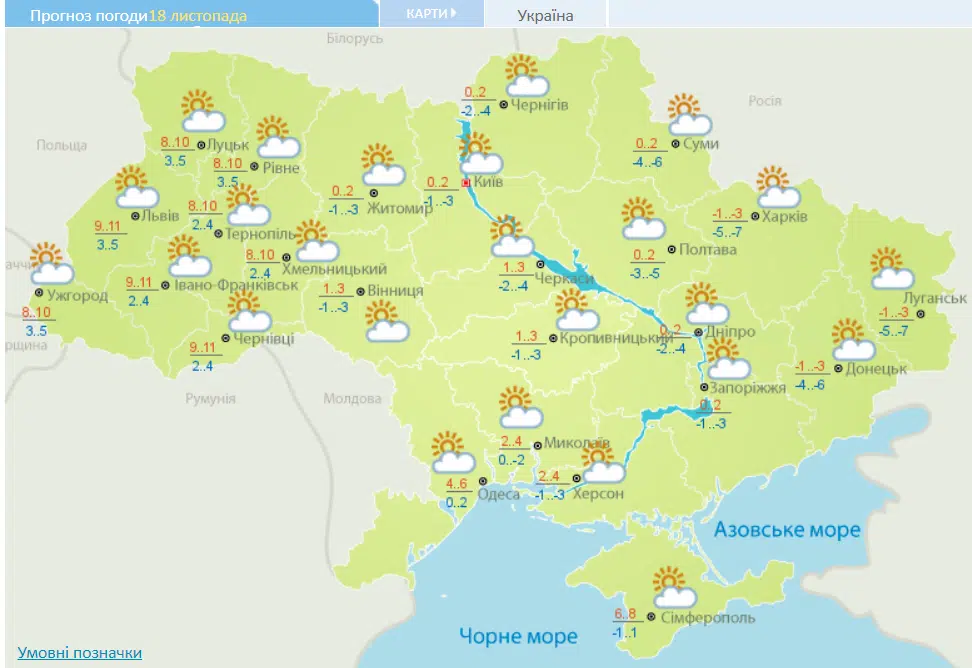 Прогноз погоди18 листопада
КАРТИ
Україна
Білорусь
0..2
-2..-4
Чернігів
Росія
Польща
8..10
3..5
Луцьк
8..10
3..5
Рівне
0..2
-4..-6
Суми
0..2
-1..-3
Житомир
0..2
-1..-3
Київ
9..11
3..5
Львів
8..10
2..4
Тернопіль
-1..-3
-5..-7
Харків
0..2
-3..-5
Полтава
8..10
2..4
Хмельницький
1..3
-2..-4
Черкаси
8..10
3..5
Ужгород
9..11
2..4
Івано-Франківськ
1..3
-1..-3
Вінниця
-1..-3
-5..-7
Луганськ
9..11
2..4
Чернівці
1..3
-1..-3
Кропивницький
0..2
-2..-4
Дніпро
-1..-3
-4..-6
Донецьк
0..2
-1..-3
Запоріжжя
Румунія
Молдова
2..4
0..-2
Миколаїв
4..6
0..2
Одеса
2..4
-1..-3
Херсон
Азовське море
6..8
-1..1
Сімферополь
Чорне море
Умовні позначки